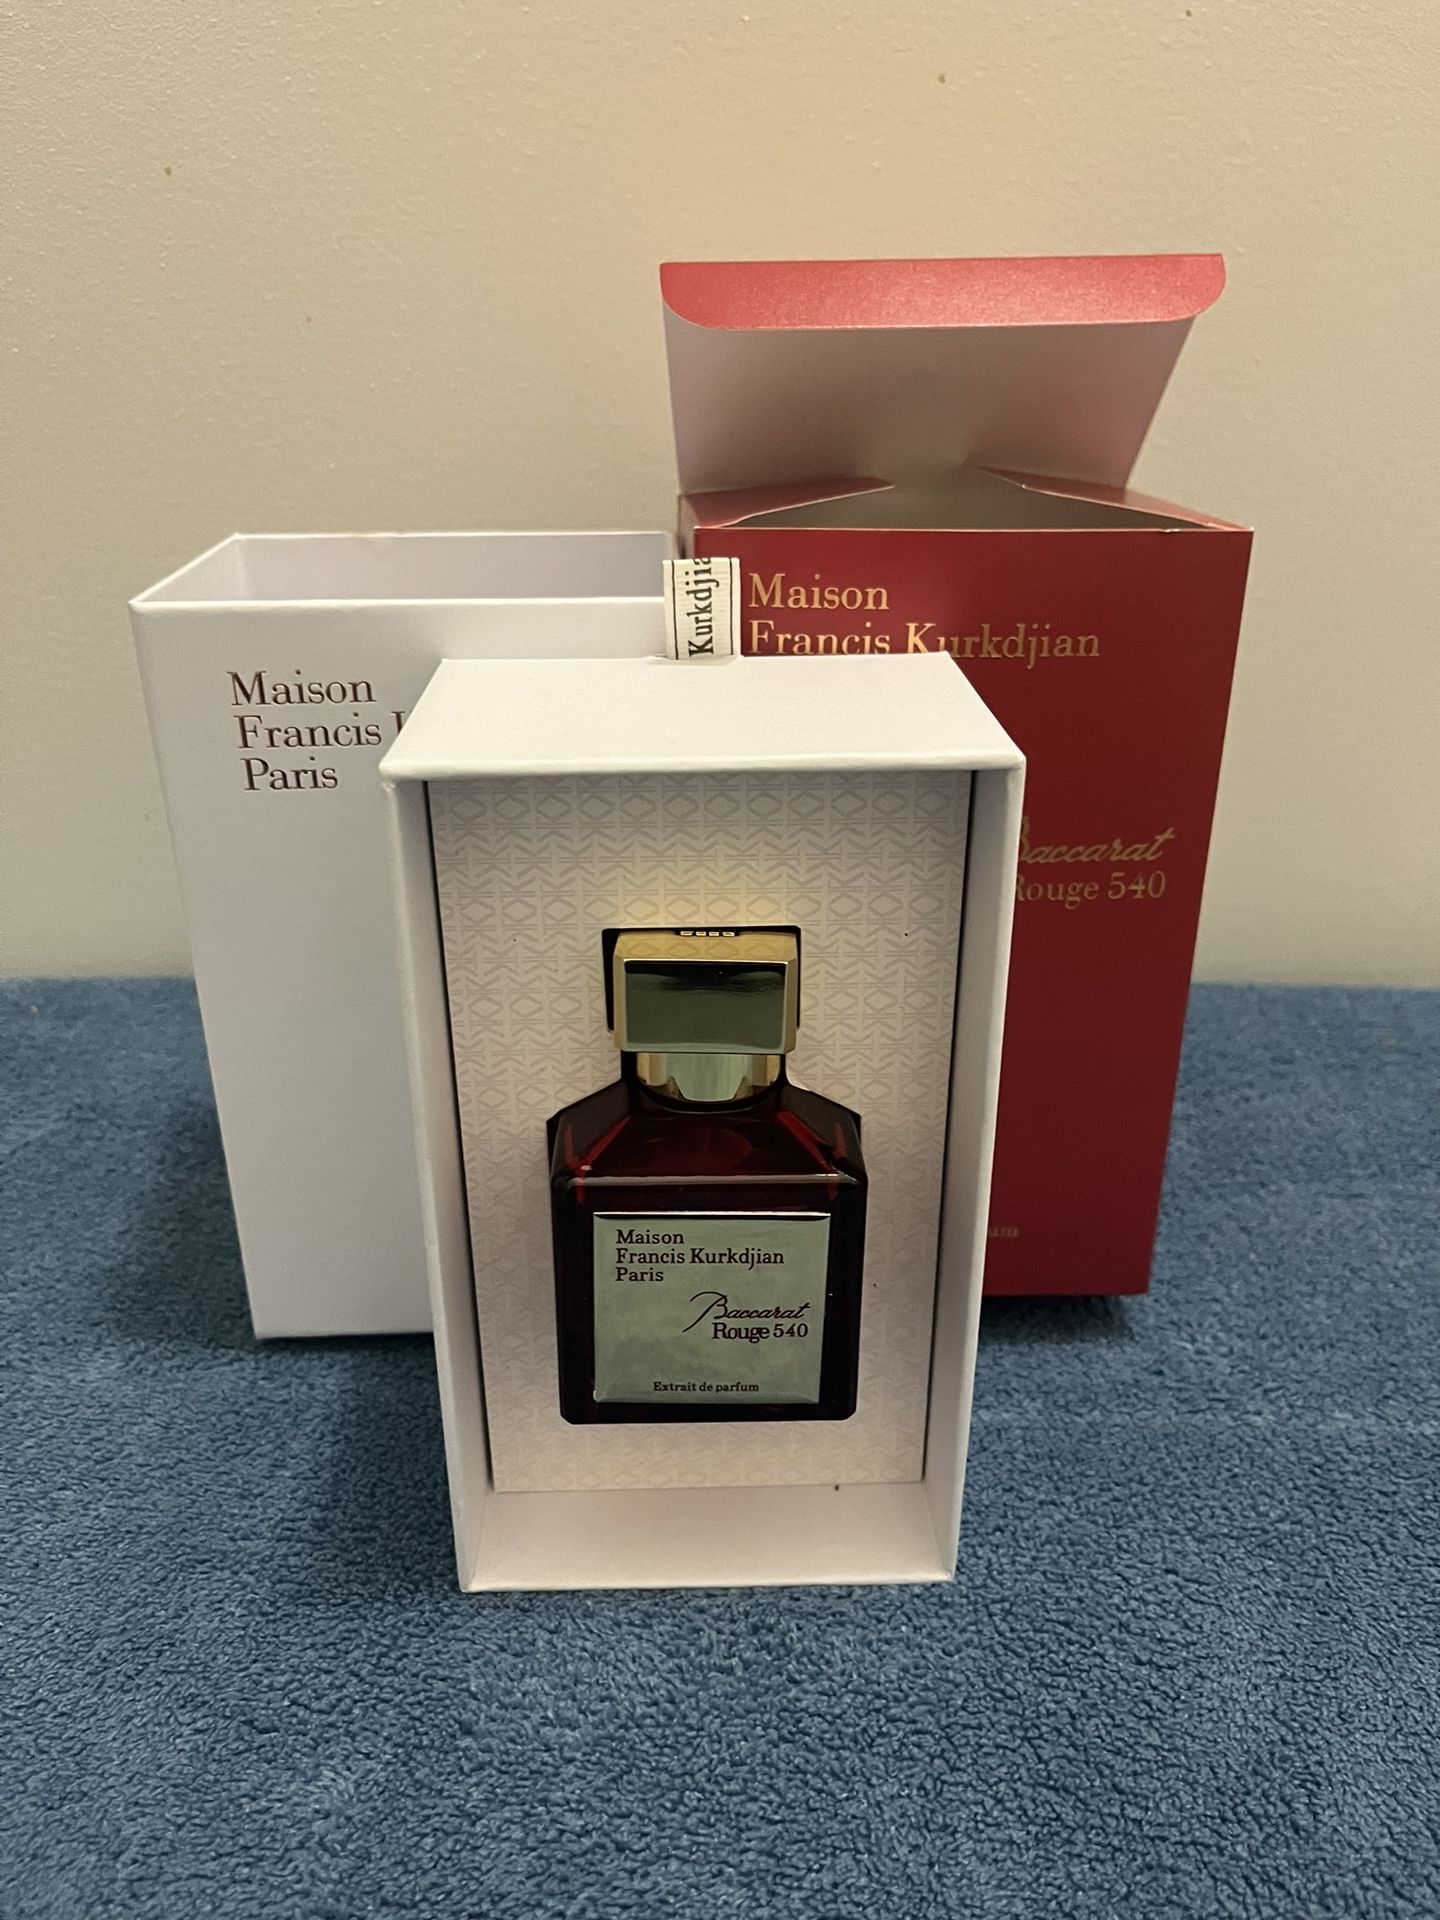 Maison
Francis
Paris
Kurkdjia
Maison
Francis Kurkdjian
Baccarat
Rouge 540
Maison
Francis Kurkdjian
Paris
Baccarat
Rouge 540
Extrait de parfum